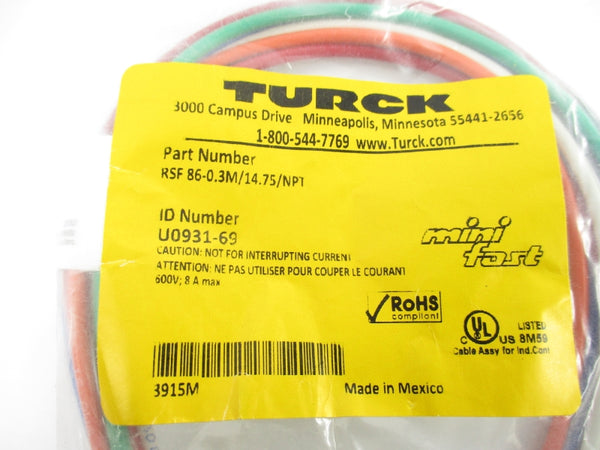 TURCK
3000 Campus Drive Minneapolis, Minnesota 55441-2656
1-800-544-7769 www.Turck.com
Part Number
RSF 86-0.3M/14.75/NPT
ID Number
U0931-69
CAUTION: NOT FOR INTERRUPTING CURRENT
ATTENTION: NE PAS UTILISER POUR COUPER LE COURANT
600V; 8 A max
mini
fast
RoHS
compliant
C UL US LISTED
8M59
Cable Assy for Ind.Cont
3915M
Made in Mexico